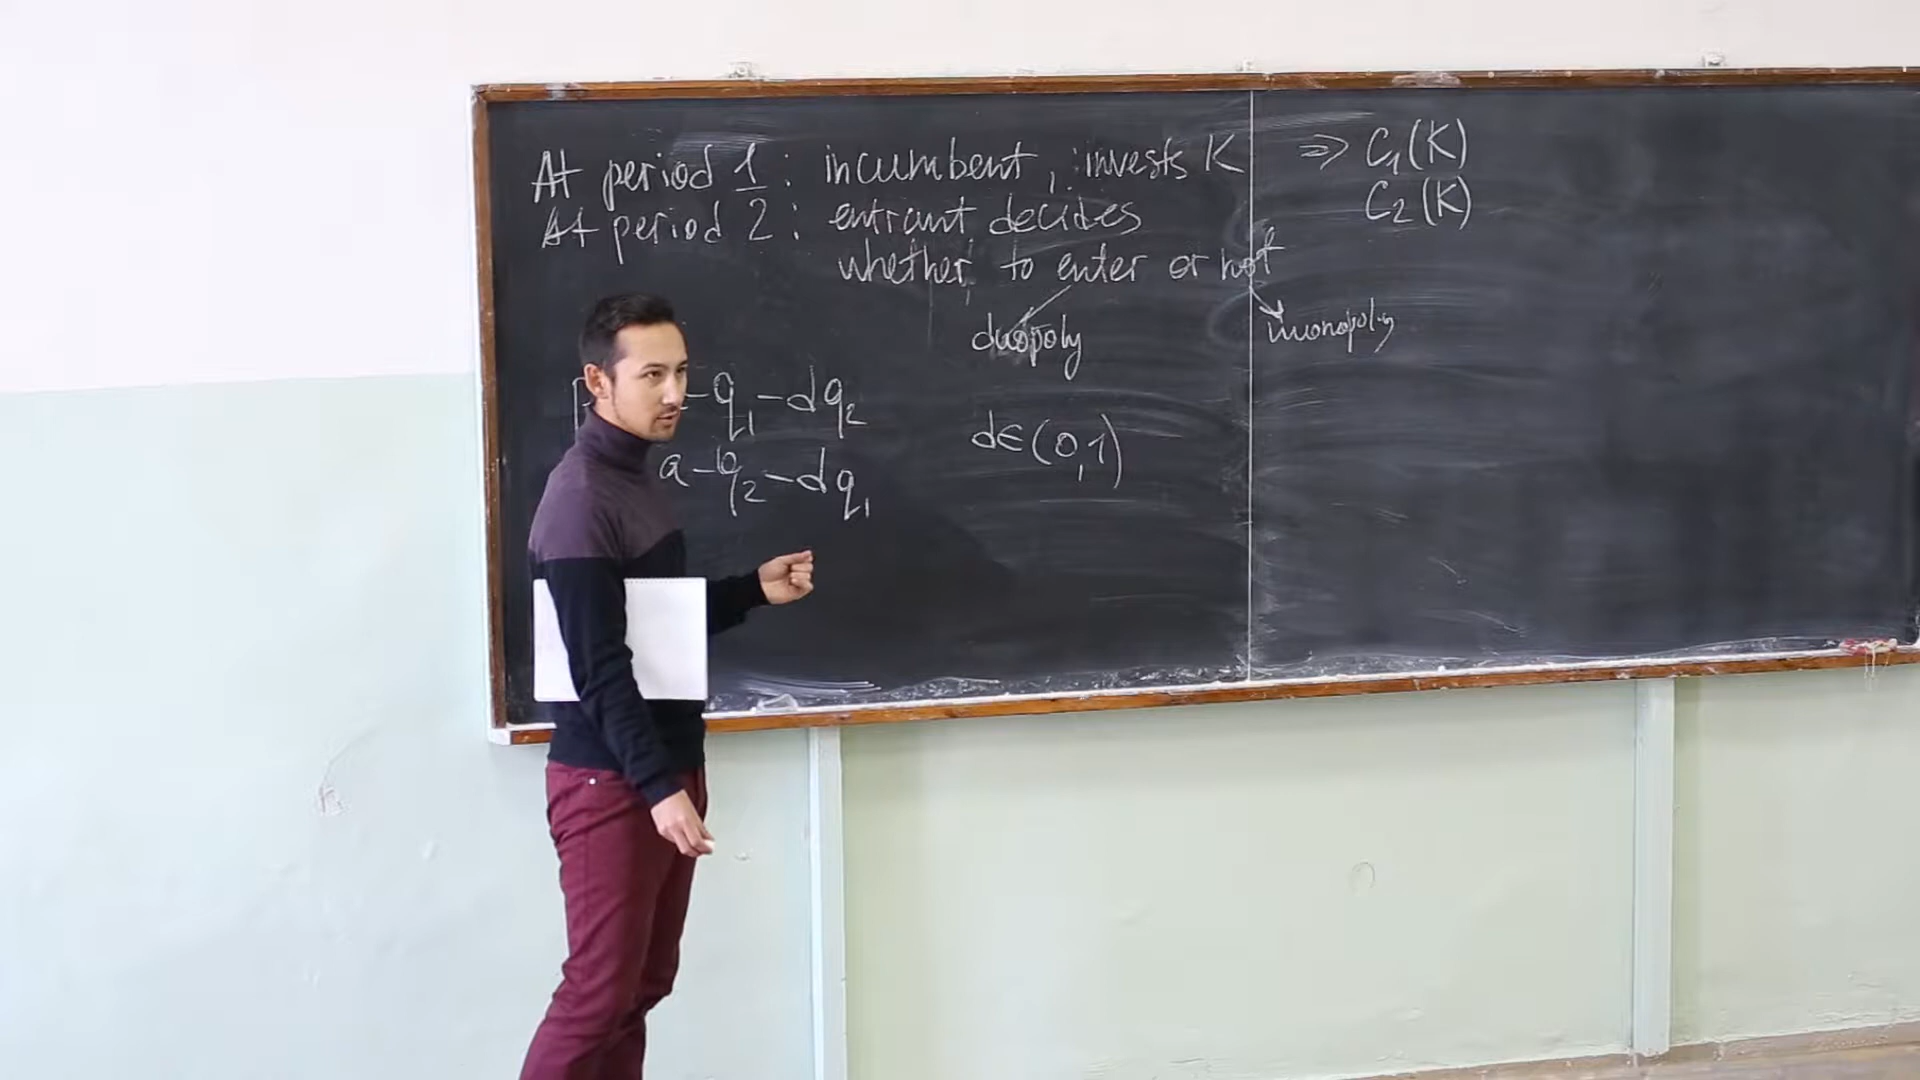 At period 1 : incumbent, invests K ⇒ C₁(K)
At period 2 : entrant decides C₂(K)
whether to enter or not
duopoly monopoly
p - q₁ - dq₂
a - q₂ - dq₁ d∈(0,1)